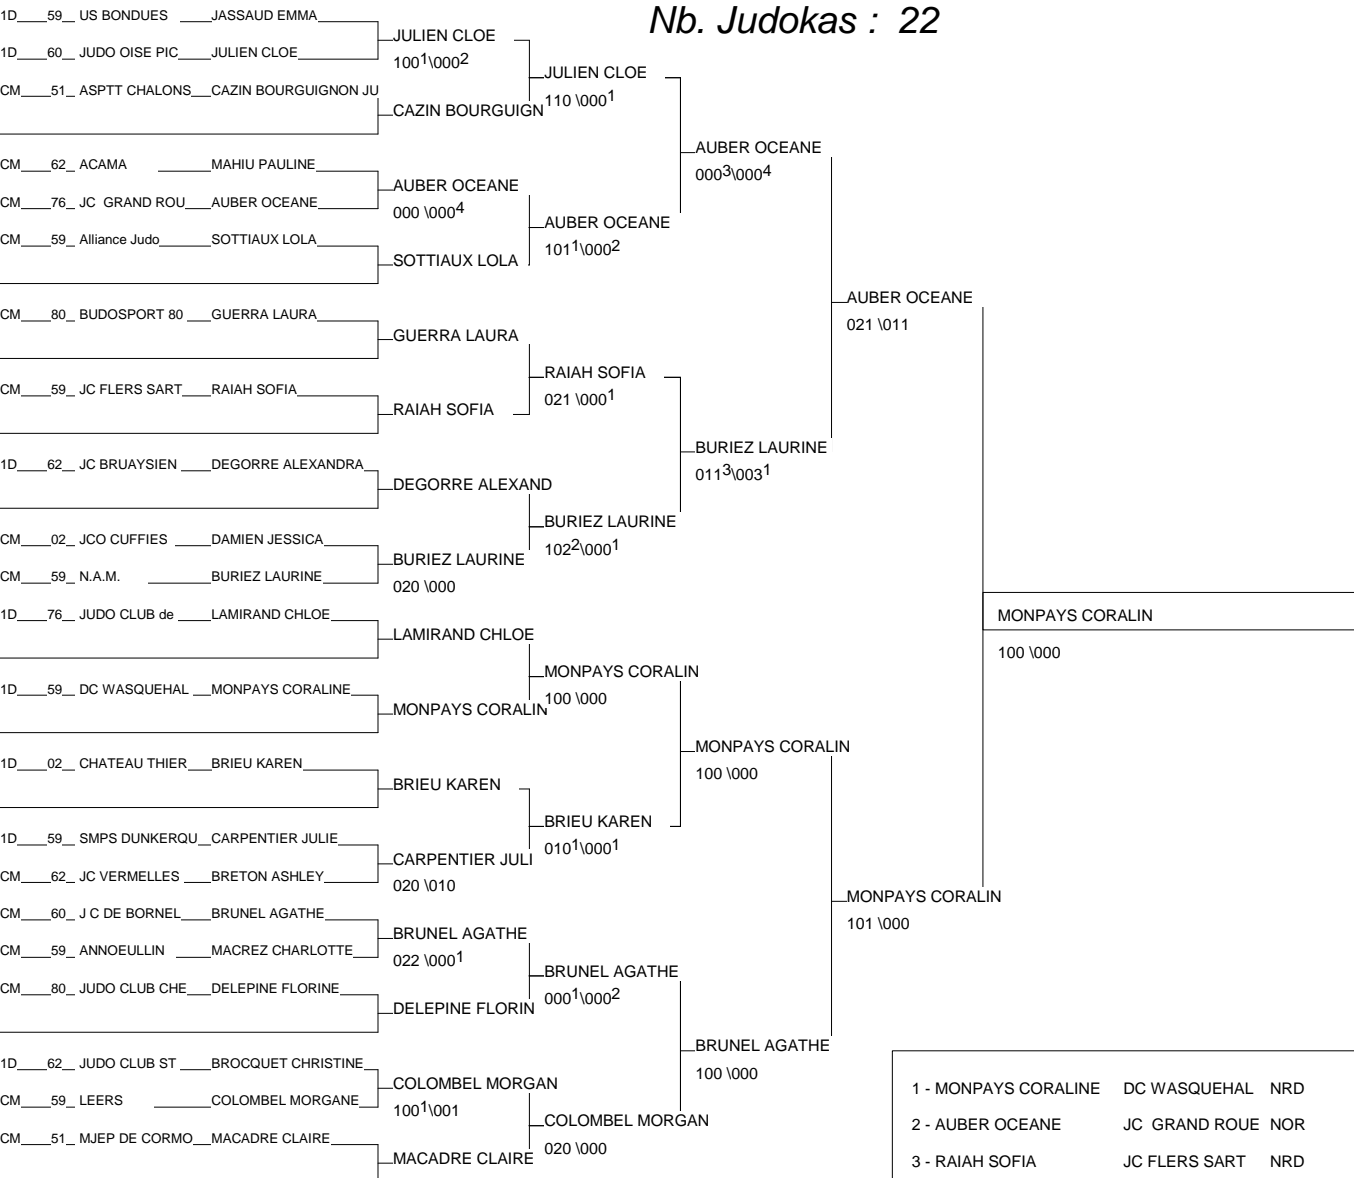 Nb. Judokas : 22
1D 59 US BONDUES JASSAUD EMMA
1D 60 JUDO OISE PIC JULIEN CLOE
CM 51 ASPTT CHALONS CAZIN BOURGUIGNON JU
CM 62 ACAMA MAHIU PAULINE
CM 76 JC GRAND ROU AUBER OCEANE
CM 59 Alliance Judo SOTTIAUX LOLA
CM 80 BUDOSPORT 80 GUERRA LAURA
CM 59 JC FLERS SART RAIAH SOFIA
1D 62 JC BRUAYSIEN DEGORRE ALEXANDRA
CM 02 JCO CUFFIES DAMIEN JESSICA
CM 59 N.A.M. BURIEZ LAURINE
1D 76 JUDO CLUB de LAMIRAND CHLOE
1D 59 DC WASQUEHAL MONPAYS CORALINE
1D 02 CHATEAU THIER BRIEU KAREN
1D 59 SMPS DUNKERQU CARPENTIER JULIE
CM 62 JC VERMELLES BRETON ASHLEY
CM 60 J C DE BORNEL BRUNEL AGATHE
CM 59 ANNOEULLIN MACREZ CHARLOTTE
CM 80 JUDO CLUB CHE DELEPINE FLORINE
1D 62 JUDO CLUB ST BROCQUET CHRISTINE
CM 59 LEERS COLOMBEL MORGANE
CM 51 MJEP DE CORMO MACADRE CLAIRE
JULIEN CLOE
100¹\000²
CAZIN BOURGUIGN
AUBER OCEANE
000 \000⁴
SOTTIAUX LOLA
GUERRA LAURA
RAIAH SOFIA
DEGORRE ALEXAND
BURIEZ LAURINE
020 \000
LAMIRAND CHLOE
MONPAYS CORALIN
BRIEU KAREN
CARPENTIER JULI
020 \010
BRUNEL AGATHE
022 \000¹
DELEPINE FLORIN
COLOMBEL MORGAN
100¹\001
MACADRE CLAIRE
JULIEN CLOE
110 \000¹
AUBER OCEANE
101¹\000²
RAIAH SOFIA
021 \000¹
BURIEZ LAURINE
102²\000¹
MONPAYS CORALIN
100 \000
BRIEU KAREN
010¹\000¹
BRUNEL AGATHE
000¹\000²
COLOMBEL MORGAN
020 \000
AUBER OCEANE
000³\000⁴
BURIEZ LAURINE
011³\003¹
MONPAYS CORALIN
100 \000
BRUNEL AGATHE
100 \000
AUBER OCEANE
021 \011
MONPAYS CORALIN
101 \000
MONPAYS CORALIN
100 \000
1 - MONPAYS CORALINE DC WASQUEHAL NRD
2 - AUBER OCEANE JC GRAND ROUE NOR
3 - RAIAH SOFIA JC FLERS SART NRD